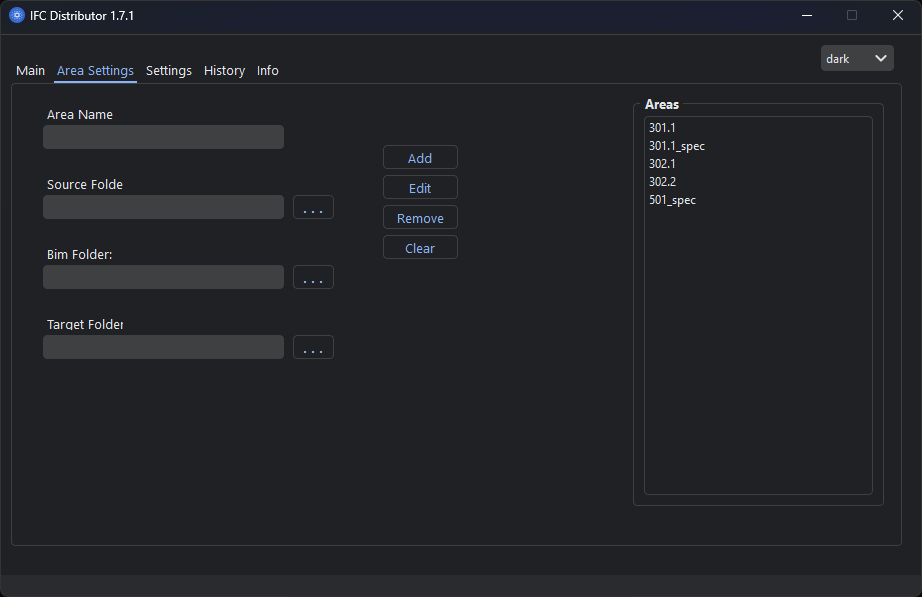 IFC Distributor 1.7.1
dark
Main Area Settings Settings History Info
Area Name
Source Folde
...
Bim Folder:
...
Target Folder
...
Add
Edit
Remove
Clear
Areas
301.1
301.1_spec
302.1
302.2
501_spec